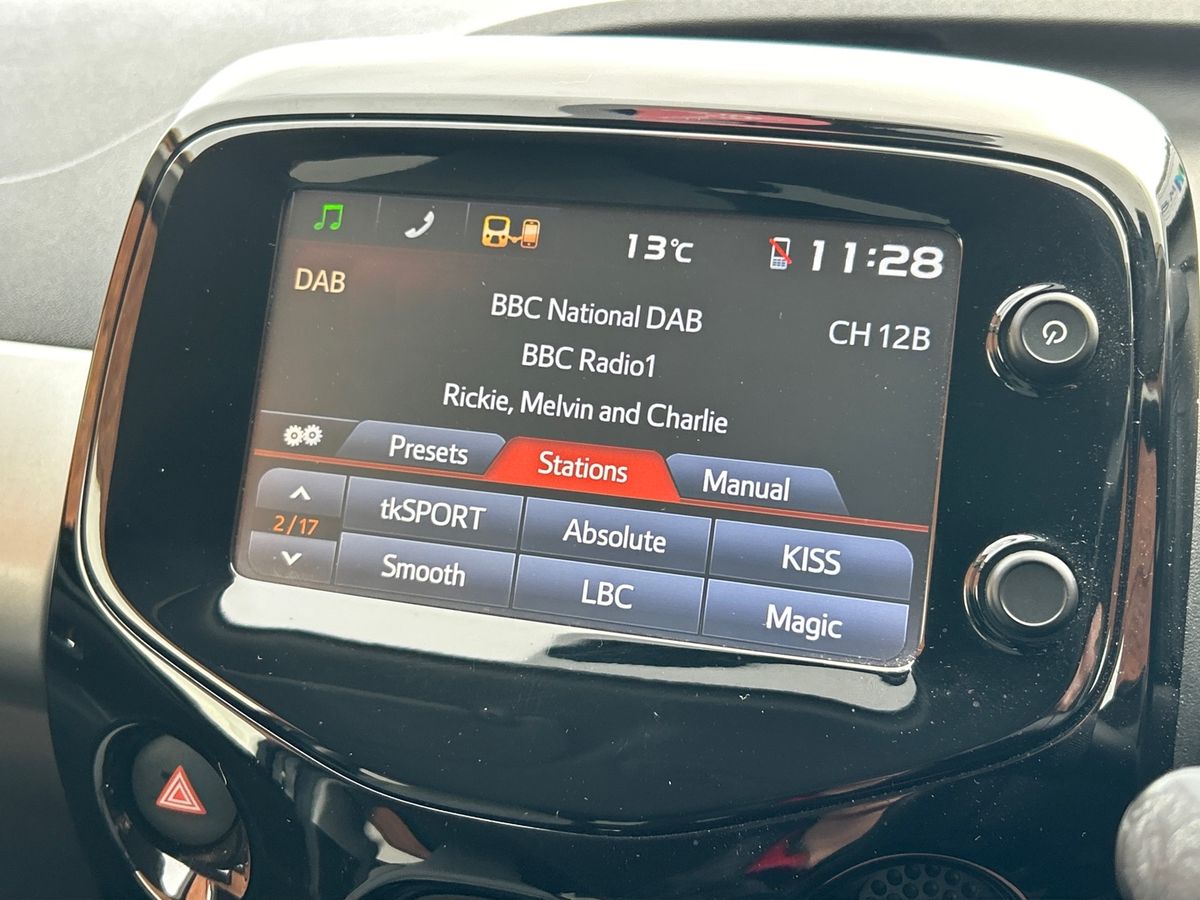 13°C
11:28
DAB
BBC National DAB
CH 12B
BBC Radio1
Rickie, Melvin and Charlie
Presets
Stations
Manual
2/17
tkSPORT
Absolute
KISS
Smooth
LBC
Magic